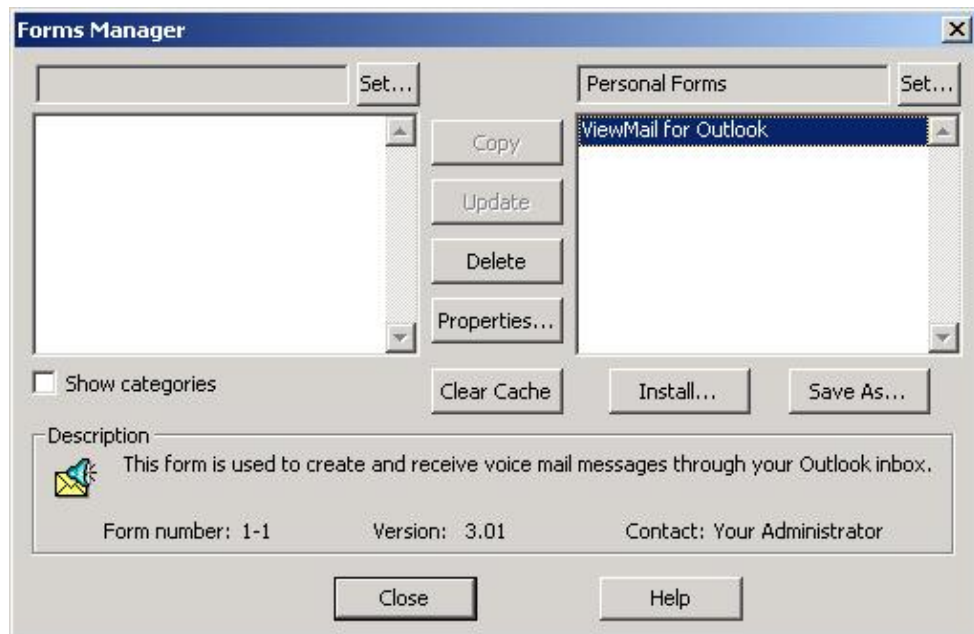 Forms Manager
Set...
Personal Forms
Set...
ViewMail for Outlook
Copy
Update
Delete
Properties...
Show categories
Clear Cache
Install...
Save As...
Description
This form is used to create and receive voice mail messages through your Outlook inbox.
Form number: 1-1 Version: 3.01 Contact: Your Administrator
Close
Help